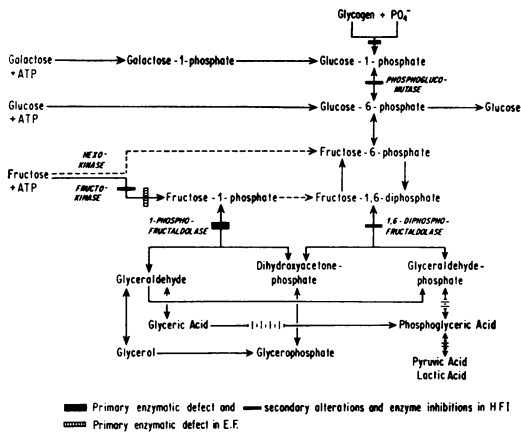 Glycogen + PO4⁻
Galactose
+ ATP
Galactose - 1 - phosphate
Glucose - 1 - phosphate
PHOSPHOGLUCO-
MUTASE
Glucose
+ ATP
Glucose - 6 - phosphate
Glucose
HEXO-
KINASE
Fructose - 6 - phosphate
Fructose
+ ATP
FRUCTO-
KINASE
Fructose - 1 - phosphate
Fructose - 1,6 - diphosphate
1-PHOSPHO-
FRUCTALDOLASE
1,6 - DIPHOSPHO-
FRUCTALDOLASE
Glyceraldehyde
Dihydroxyacetone-
phosphate
Glyceraldehyde-
phosphate
Glyceric Acid
Phosphoglyceric Acid
Glycerol
Glycerophosphate
Pyruvic Acid
Lactic Acid
Primary enzymatic defect and secondary alterations and enzyme inhibitions in HFI
Primary enzymatic defect in E.F.